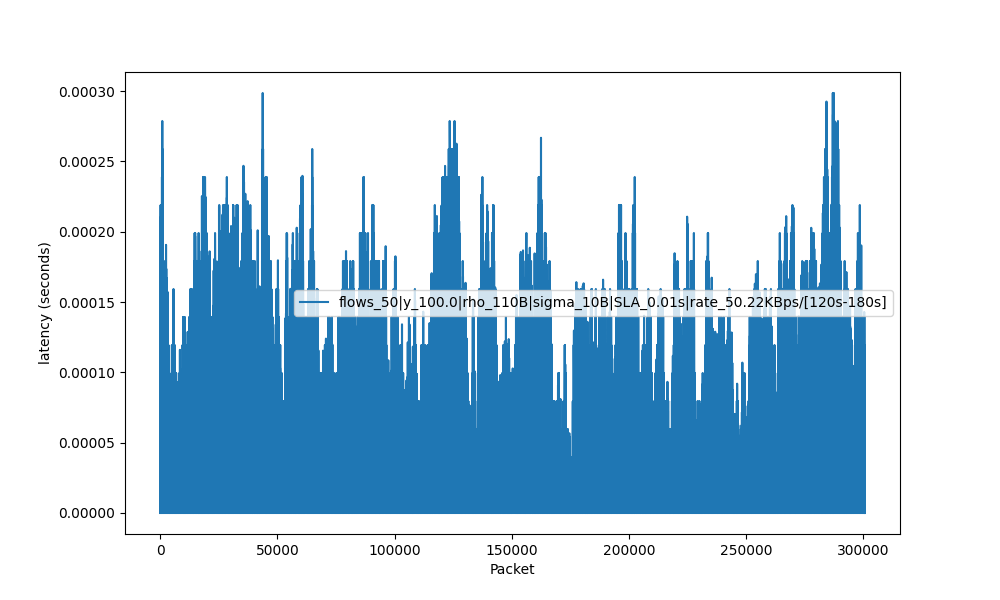 0.00030
0.00025
0.00020
0.00015
0.00010
0.00005
0.00000
latency (seconds)
flows_50|y_100.0|rho_110B|sigma_10B|SLA_0.01s|rate_50.22KBps/[120s-180s]
0 50000 100000 150000 200000 250000 300000
Packet